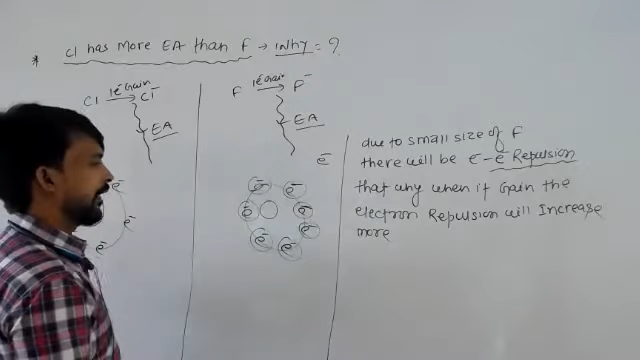 * Cl has More EA than F → Why = ?
Cl 1e⁻ Gain → Cl⁻
EA
e⁻
e⁻
F 1e⁻ Gain → F⁻
EA
e⁻
e⁻ e⁻
e⁻ e⁻
e⁻ e⁻ e⁻
due to small size of F
there will be e⁻-e⁻ Repulsion
that why when it Gain the
electron Repulsion will Increase
more